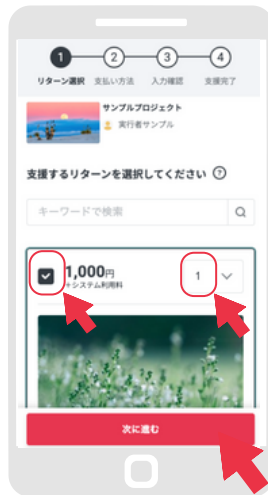 1 2 3 4
リターン選択 支払い方法 入力確認 支援完了
サンプルプロジェクト
実行者サンプル
支援するリターンを選択してください ?
キーワードで検索
1,000円 1
+システム利用料
次に進む